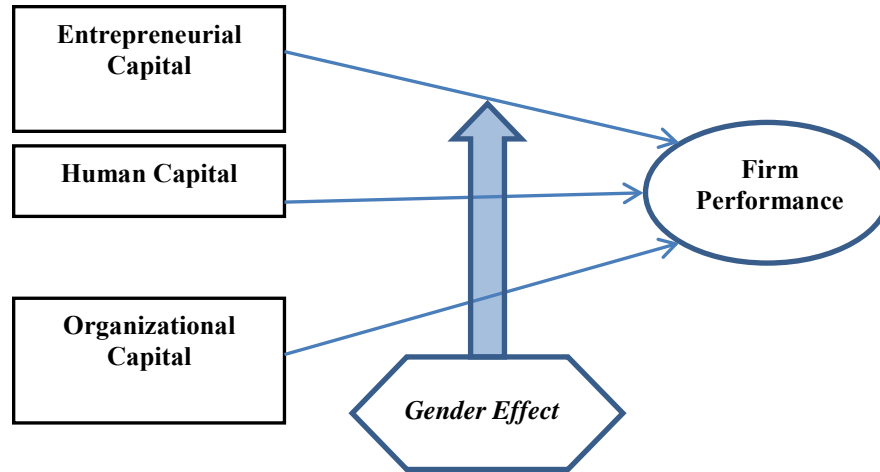 Entrepreneurial
Capital
Human Capital
Firm
Performance
Organizational
Capital
Gender Effect